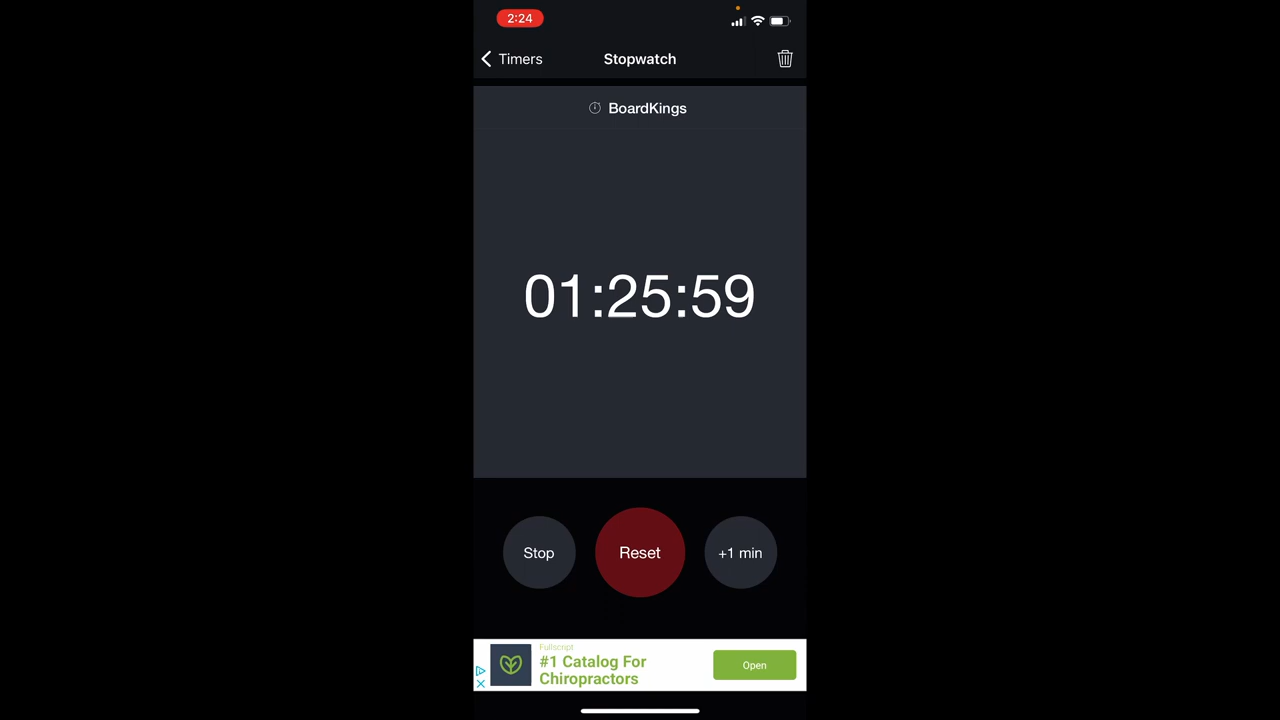 2:24
Timers
Stopwatch
BoardKings
01:25:59
Stop
Reset
+1 min
Fullscript
#1 Catalog For
Chiropractors
Open